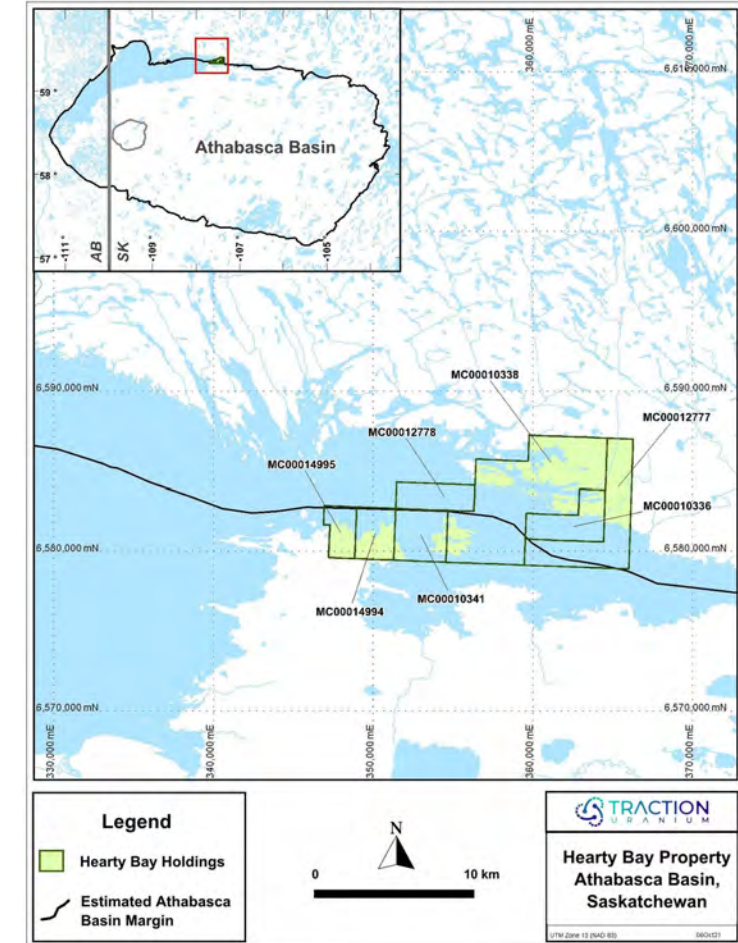 59 °
58 °
57 °
-111 °
-109 °
-107 °
-105 °
AB
SK
Athabasca Basin
360,000 mE
370,000 mE
6,610,000 mN
6,600,000 mN
6,590,000 mN
6,590,000 mN
MC00010338
MC00012777
MC00012778
MC00014995
MC00010336
6,580,000 mN
6,580,000 mN
MC00010341
MC00014994
6,570,000 mN
6,570,000 mN
330,000 mE
340,000 mE
350,000 mE
360,000 mE
370,000 mE
Legend
Hearty Bay Holdings
Estimated Athabasca
Basin Margin
N
0
10 km
TRACTION
URANIUM
Hearty Bay Property
Athabasca Basin,
Saskatchewan
UTM Zone 13 (NAD 83)
06Oct21